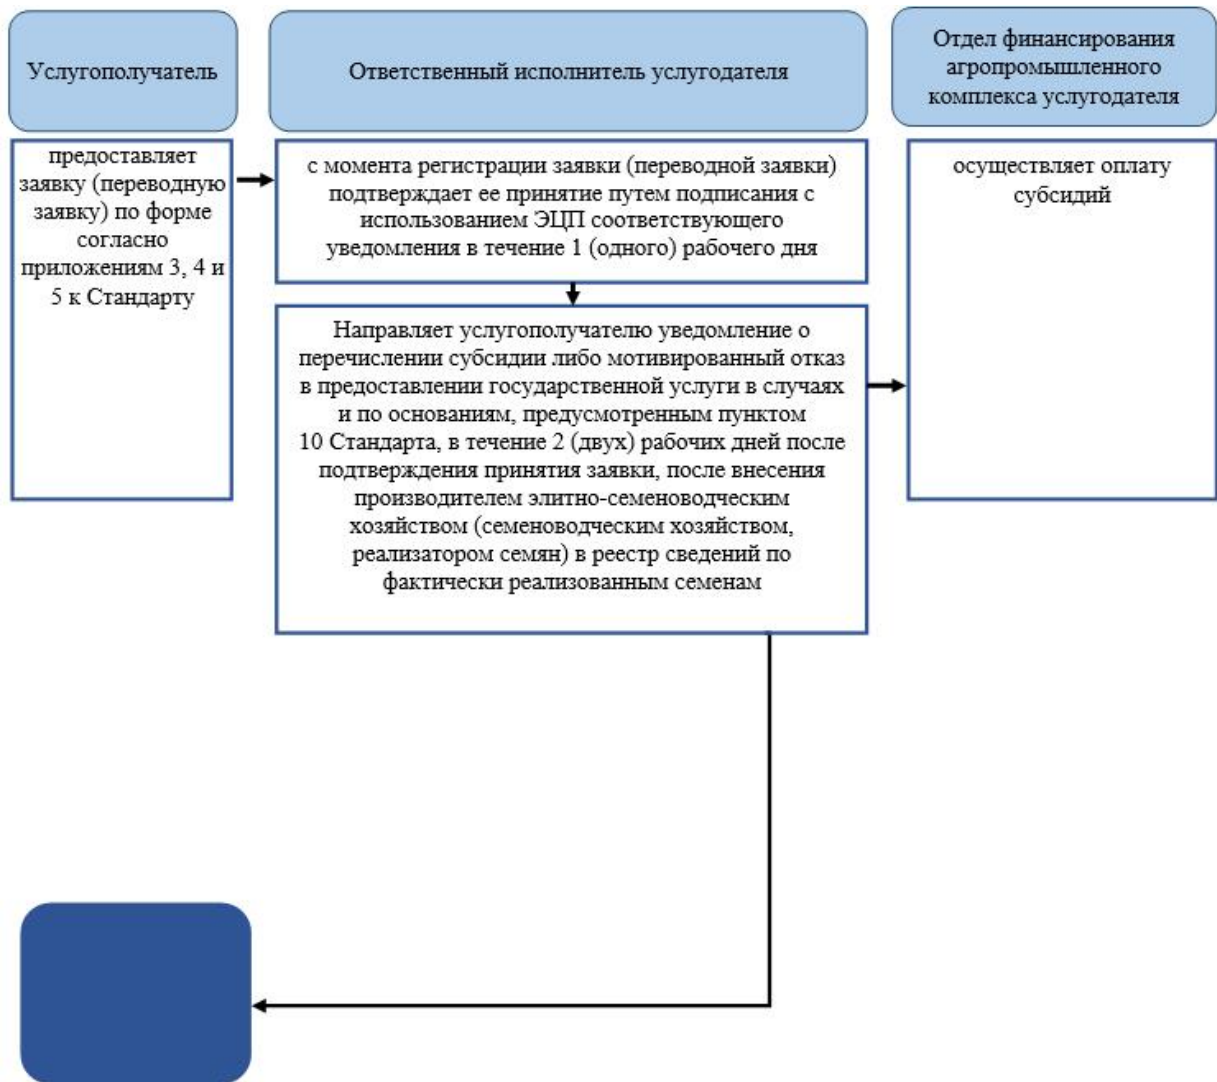 Услугополучатель
Ответственный исполнитель услугодателя
Отдел финансирования
агропромышленного
комплекса услугодателя
предоставляет
заявку (переводную
заявку) по форме
согласно
приложениям 3, 4 и
5 к Стандарту
с момента регистрации заявки (переводной заявки)
подтверждает ее принятие путем подписания с
использованием ЭЦП соответствующего
уведомления в течение 1 (одного) рабочего дня
Направляет услугополучателю уведомление о
перечислении субсидии либо мотивированный отказ
в предоставлении государственной услуги в случаях
и по основаниям, предусмотренным пунктом
10 Стандарта, в течение 2 (двух) рабочих дней после
подтверждения принятия заявки, после внесения
производителем элитно-семеноводческим
хозяйством (семеноводческим хозяйством,
реализатором семян) в реестр сведений по
фактически реализованным семенам
осуществляет оплату
субсидий